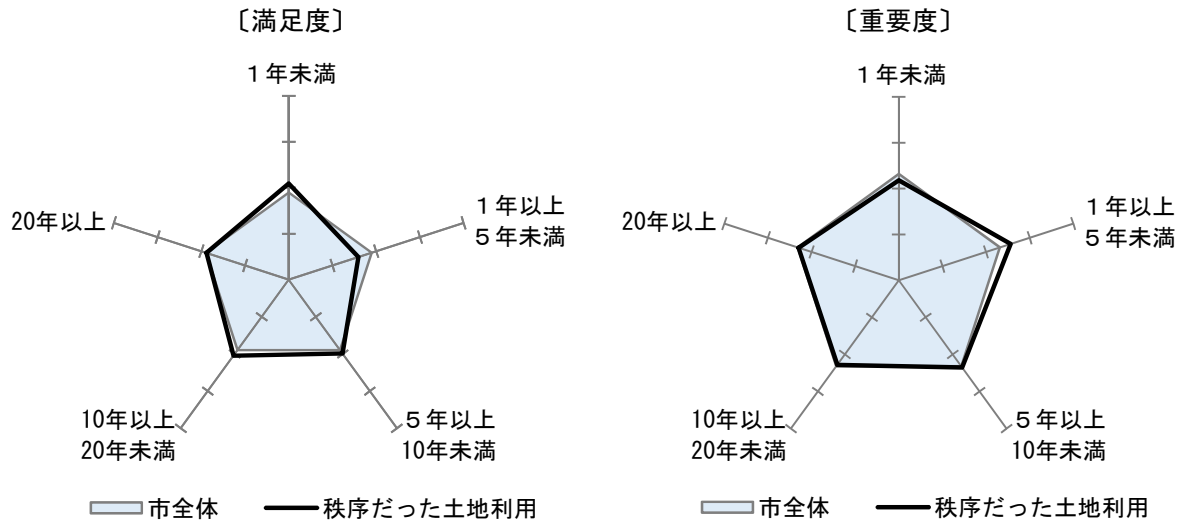 〔満足度〕
１年未満
１年以上
５年未満
５年以上
10年未満
10年以上
20年未満
20年以上
市全体
秩序だった土地利用
〔重要度〕
１年未満
１年以上
５年未満
５年以上
10年未満
10年以上
20年未満
20年以上
市全体
秩序だった土地利用